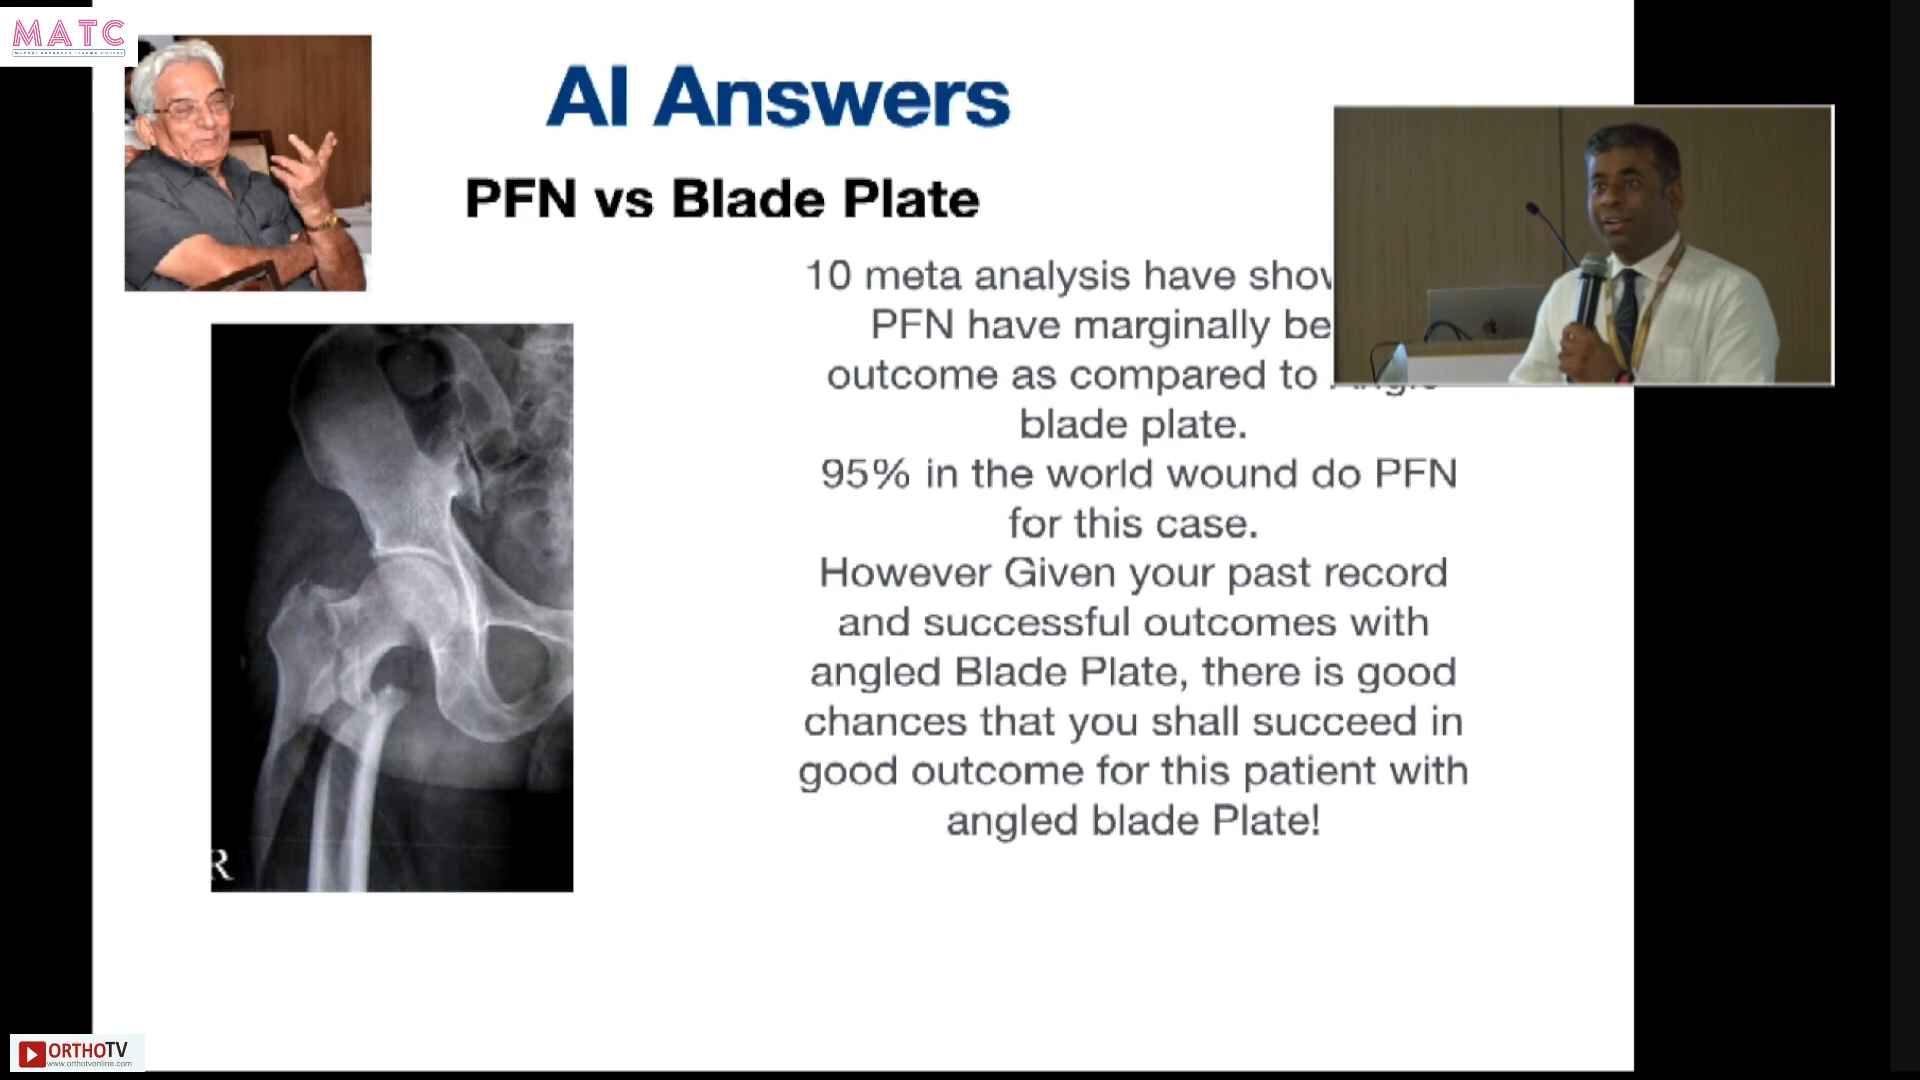 MATC
AI Answers
PFN vs Blade Plate
10 meta analysis have
PFN have marginally
outcome as compared to
blade plate.
95% in the world wound do PFN
for this case.
However Given your past record
and successful outcomes with
angled Blade Plate, there is good
chances that you shall succeed in
good outcome for this patient with
angled blade Plate!
R
ORTHOTV
www.orthotvonline.com